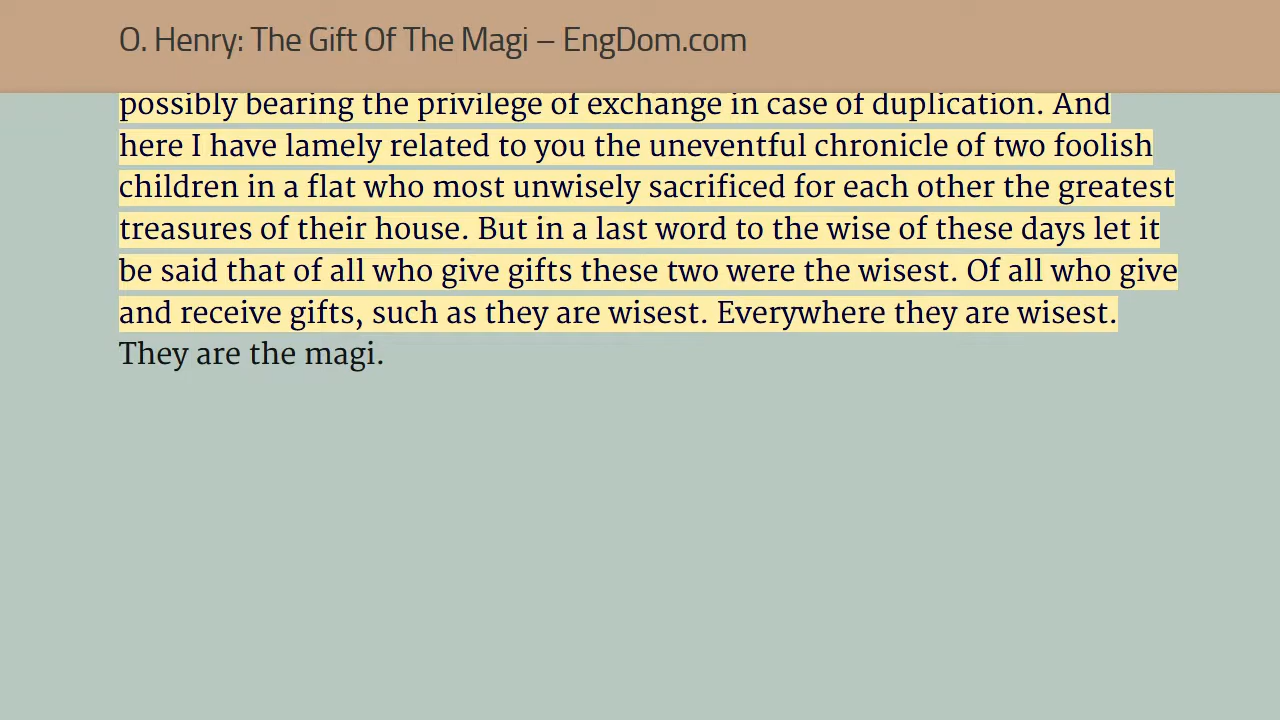 O. Henry: The Gift Of The Magi – EngDom.com
possibly bearing the privilege of exchange in case of duplication. And
here I have lamely related to you the uneventful chronicle of two foolish
children in a flat who most unwisely sacrificed for each other the greatest
treasures of their house. But in a last word to the wise of these days let it
be said that of all who give gifts these two were the wisest. Of all who give
and receive gifts, such as they are wisest. Everywhere they are wisest.
They are the magi.